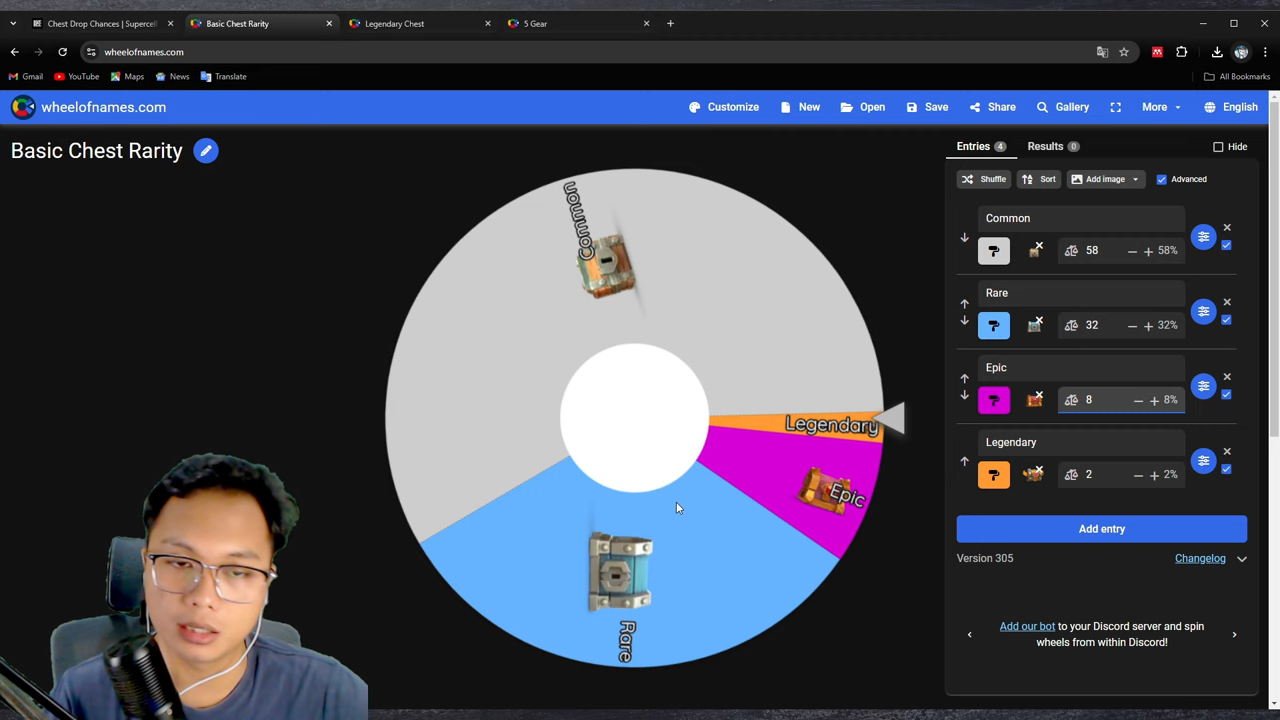 Chest Drop Chances | Supercell
Basic Chest Rarity
Legendary Chest
5 Gear
wheelofnames.com
Gmail
YouTube
Maps
News
Translate
All Bookmarks
wheelofnames.com
Customize
New
Open
Save
Share
Gallery
More
English
Basic Chest Rarity
Entries 4
Results 0
Hide
Shuffle
Sort
Add image
Advanced
Common
58
58%
Rare
32
32%
Epic
8
8%
Legendary
2
2%
Add entry
Version 305
Changelog
Add our bot to your Discord server and spin
wheels from within Discord!
Common
Legendary
Epic
Rare